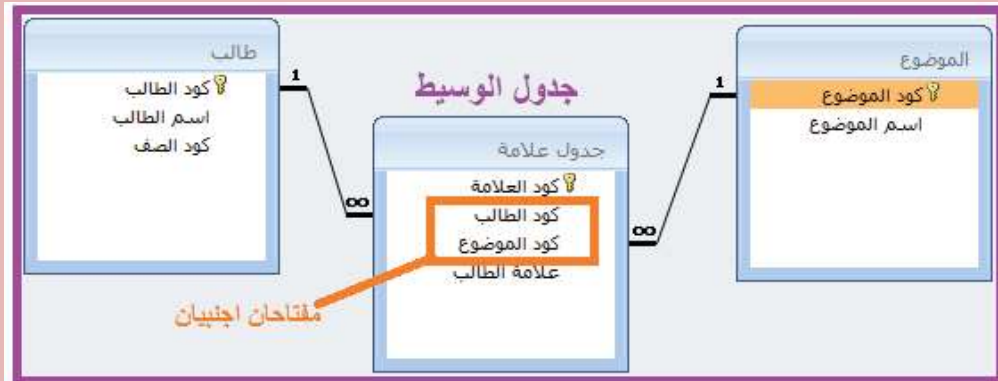 الموضوع
كود الموضوع
اسم الموضوع
1
جدول الوسيط
جدول علامة
كود العلامة
كود الطالب
كود الموضوع
علامة الطالب
∞
∞
1
طالب
كود الطالب
اسم الطالب
كود الصف
مفتاحان اجنبيان